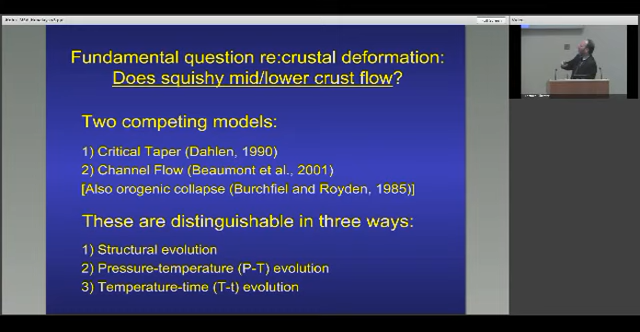 Fundamental question re:crustal deformation:
Does squishy mid/lower crust flow?
Two competing models:
1) Critical Taper (Dahlen, 1990)
2) Channel Flow (Beaumont et al., 2001)
[Also orogenic collapse (Burchfiel and Royden, 1985)]
These are distinguishable in three ways:
1) Structural evolution
2) Pressure-temperature (P-T) evolution
3) Temperature-time (T-t) evolution